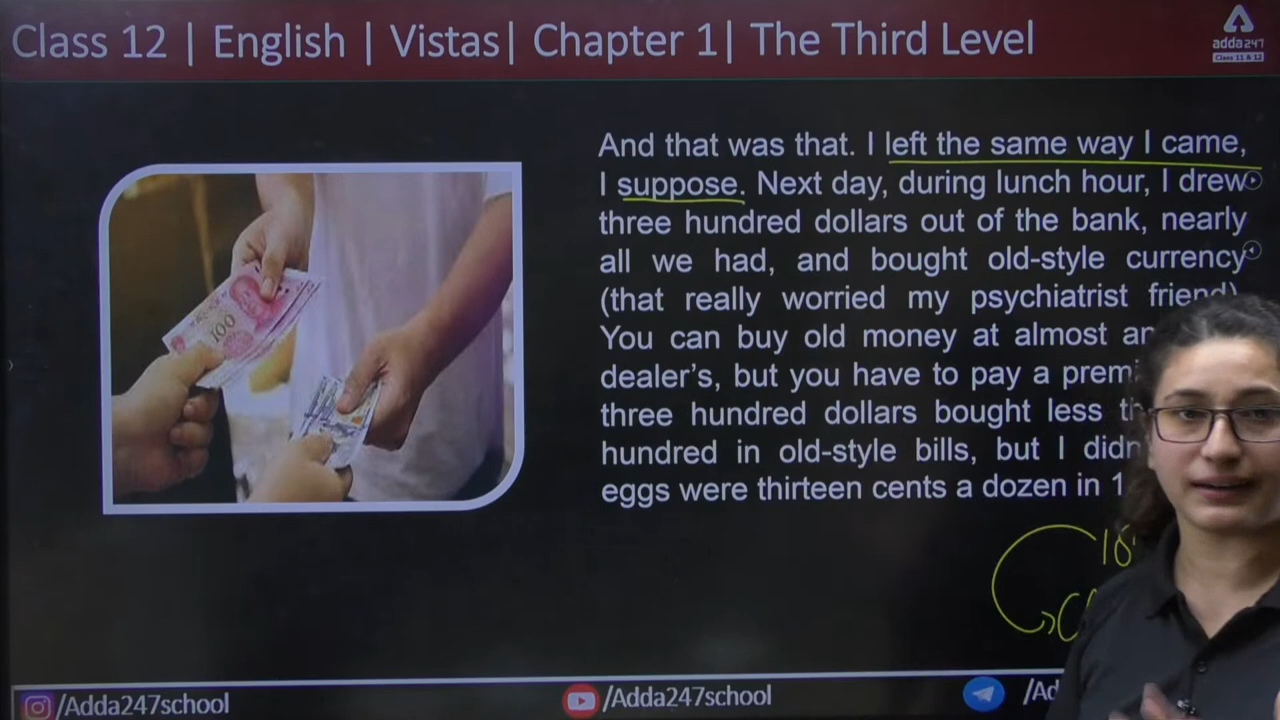 Class 12 | English | Vistas| Chapter 1| The Third Level
adda247
Class 11 & 12
And that was that. I left the same way I came,
I suppose. Next day, during lunch hour, I drew
three hundred dollars out of the bank, nearly
all we had, and bought old-style currency
(that really worried my psychiatrist friend).
You can buy old money at almost
dealer's, but you have to pay a
three hundred dollars bought less
hundred in old-style bills, but I
eggs were thirteen cents a dozen in
100
/Adda247school
/Adda247school